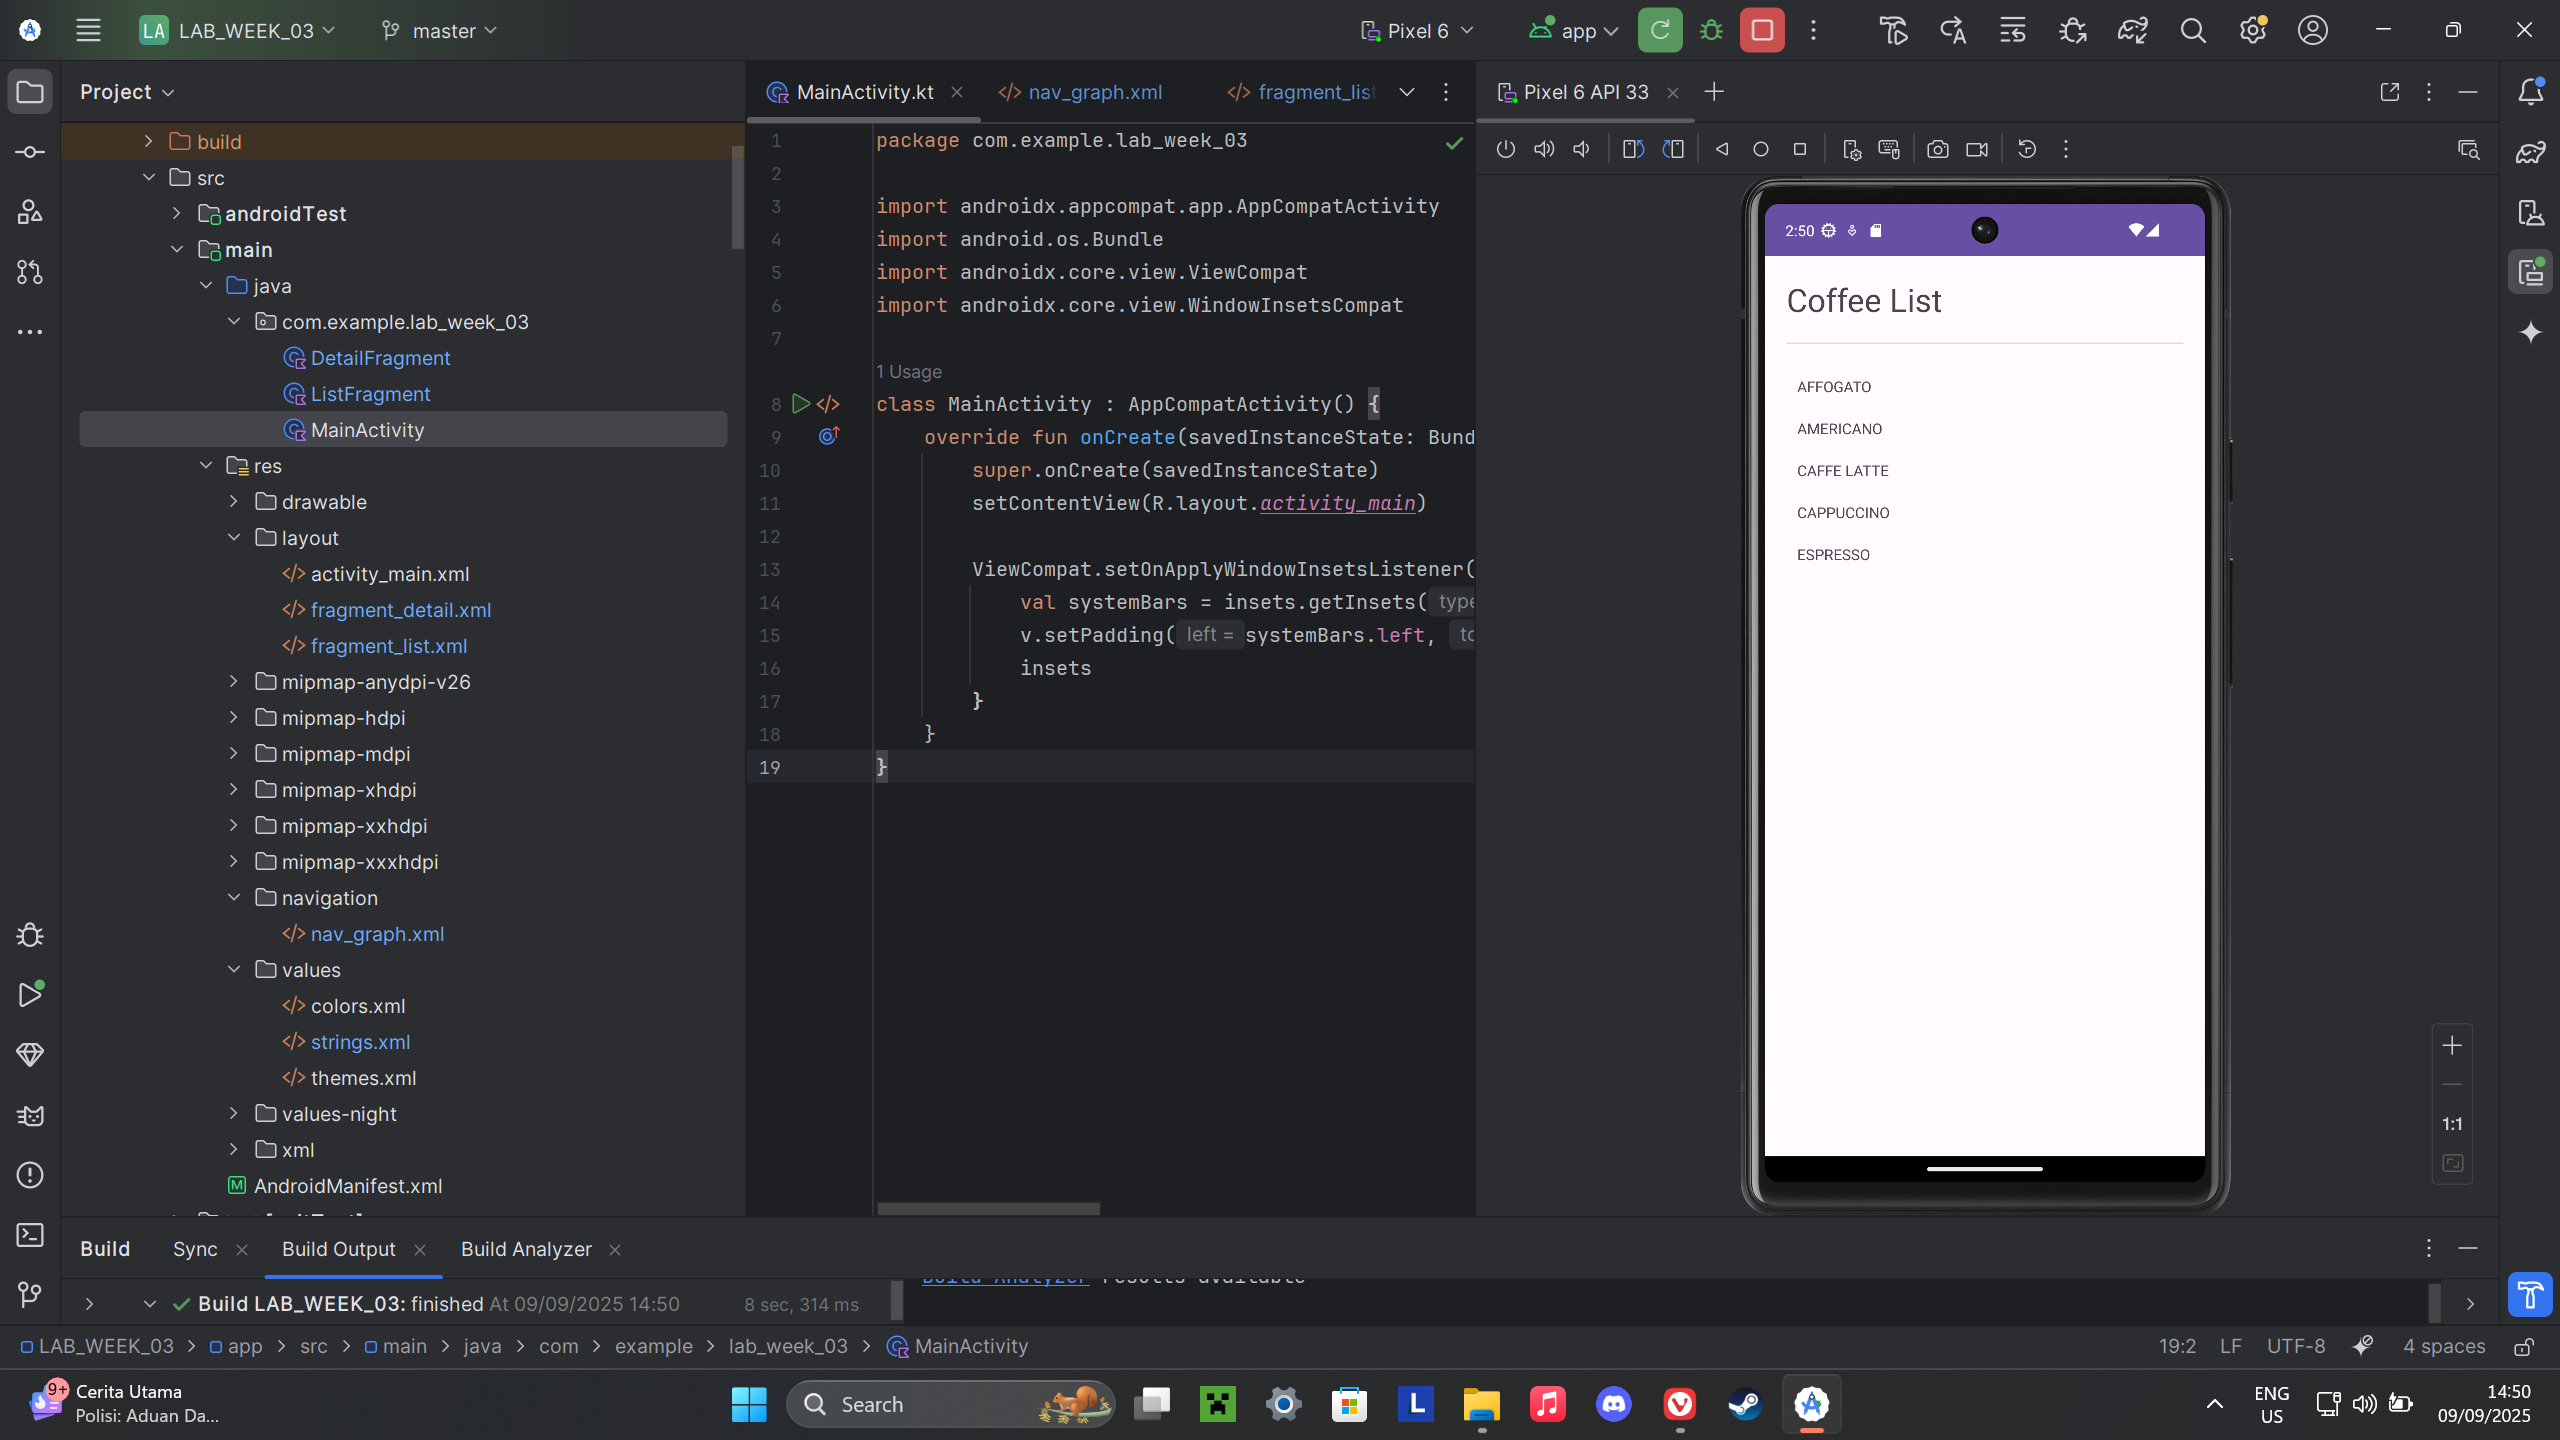 LA LAB_WEEK_03 master Pixel 6 app
Project
MainActivity.kt nav_graph.xml fragment_list
Pixel 6 API 33
build
src
androidTest
main
java
com.example.lab_week_03
DetailFragment
ListFragment
MainActivity
res
drawable
layout
activity_main.xml
fragment_detail.xml
fragment_list.xml
mipmap-anydpi-v26
mipmap-hdpi
mipmap-mdpi
mipmap-xhdpi
mipmap-xxhdpi
mipmap-xxxhdpi
navigation
nav_graph.xml
values
colors.xml
strings.xml
themes.xml
values-night
xml
AndroidManifest.xml
1 package com.example.lab_week_03
2
3 import androidx.appcompat.app.AppCompatActivity
4 import android.os.Bundle
5 import androidx.core.view.ViewCompat
6 import androidx.core.view.WindowInsetsCompat
7
1 Usage
8 class MainActivity : AppCompatActivity() {
9 override fun onCreate(savedInstanceState: Bund
10 super.onCreate(savedInstanceState)
11 setContentView(R.layout.activity_main)
12
13 ViewCompat.setOnApplyWindowInsetsListener(
14 val systemBars = insets.getInsets( type
15 v.setPadding( left = systemBars.left, to
16 insets
17 }
18 }
19 }
2:50
Coffee List
AFFOGATO
AMERICANO
CAFFE LATTE
CAPPUCCINO
ESPRESSO
1:1
Build Sync Build Output Build Analyzer
Build LAB_WEEK_03: finished At 09/09/2025 14:50 8 sec, 314 ms
Build Analyzer results available
LAB_WEEK_03 > app > src > main > java > com > example > lab_week_03 > MainActivity
19:2 LF UTF-8 4 spaces
9+
Cerita Utama
Polisi: Aduan Da...
Search
L
ENG
US
14:50
09/09/2025